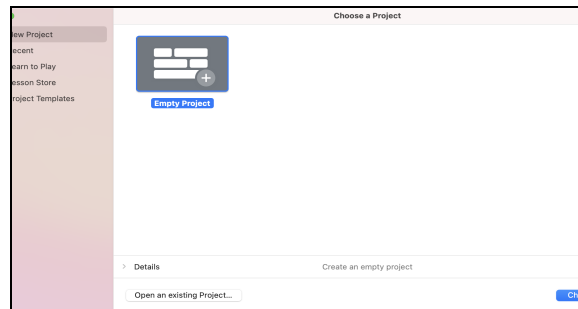 Choose a Project
ew Project
ecent
earn to Play
esson Store
roject Templates
Empty Project
Details
Create an empty project
Open an existing Project...
Ch